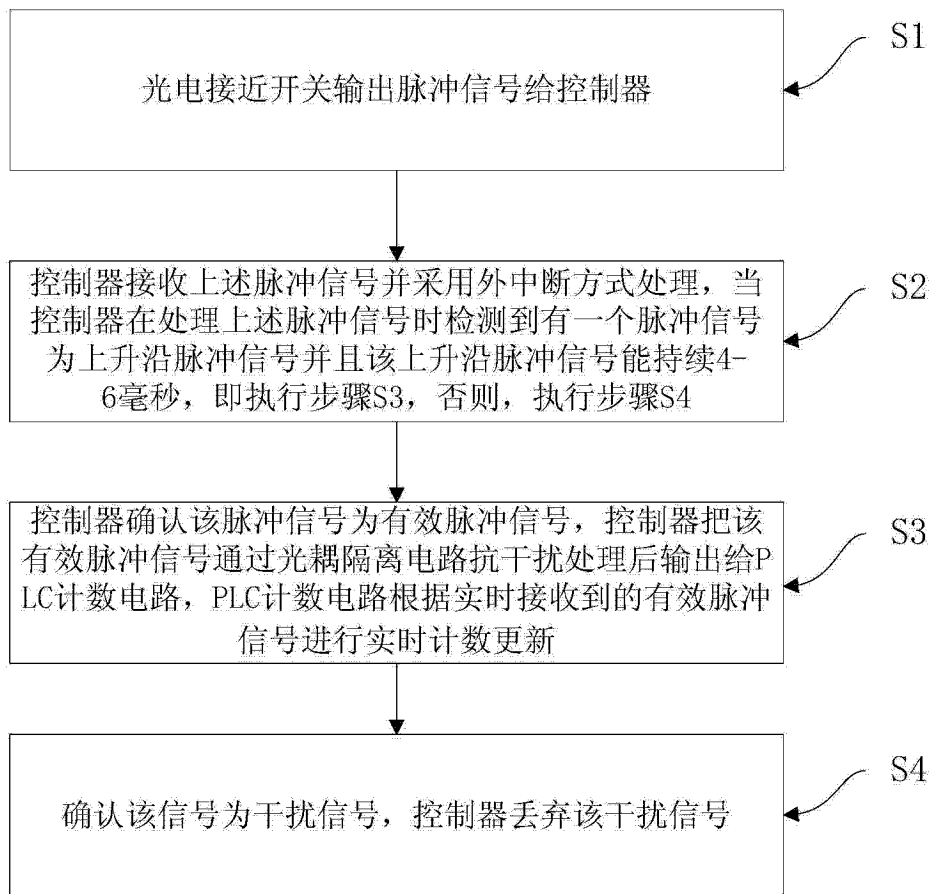 光电接近开关输出脉冲信号给控制器
S1
控制器接收上述脉冲信号并采用外中断方式处理，当
控制器在处理上述脉冲信号时检测到有一个脉冲信号
为上升沿脉冲信号并且该上升沿脉冲信号能持续4-
6毫秒，即执行步骤S3，否则，执行步骤S4
S2
控制器确认该脉冲信号为有效脉冲信号，控制器把该
有效脉冲信号通过光耦隔离电路抗干扰处理后输出给P
LC计数电路，PLC计数电路根据实时接收到的有效脉冲
信号进行实时计数更新
S3
确认该信号为干扰信号，控制器丢弃该干扰信号
S4